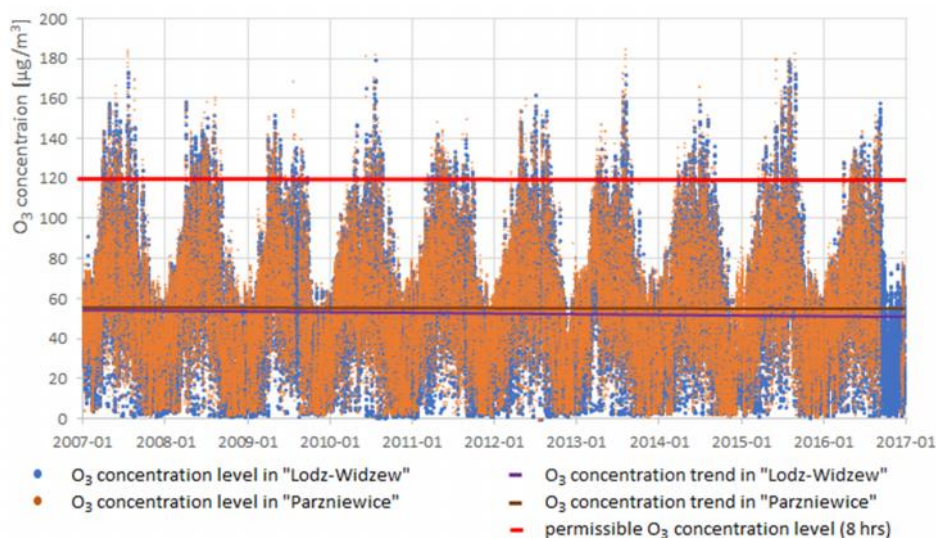 O₃ concentraion [µg/m³]
200
180
160
140
120
100
80
60
40
20
0
2007-01 2008-01 2009-01 2010-01 2011-01 2012-01 2013-01 2014-01 2015-01 2016-01 2017-01
O₃ concentration level in "Lodz-Widzew"
O₃ concentration trend in "Lodz-Widzew"
O₃ concentration level in "Parzniewice"
O₃ concentration trend in "Parzniewice"
permissible O₃ concentration level (8 hrs)